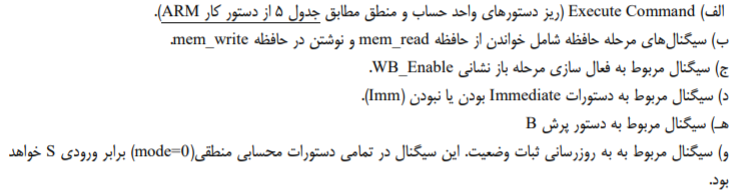 الف) Execute Command (ریز دستورهای واحد حساب و منطق مطابق جدول ۵ از دستور کار ARM).
ب) سیگنال‌های مرحله حافظه شامل خواندن از حافظه mem_read و نوشتن در حافظه mem_write.
ج) سیگنال مربوط به فعال سازی مرحله باز نشانی WB_Enable.
د) سیگنال مربوط به دستورات Immediate بودن یا نبودن (Imm).
هـ) سیگنال مربوط به دستور پرش B
و) سیگنال مربوط به به روزرسانی ثبات وضعیت. این سیگنال در تمامی دستورات محسابی منطقی(mode=0) برابر ورودی S خواهد
بود.